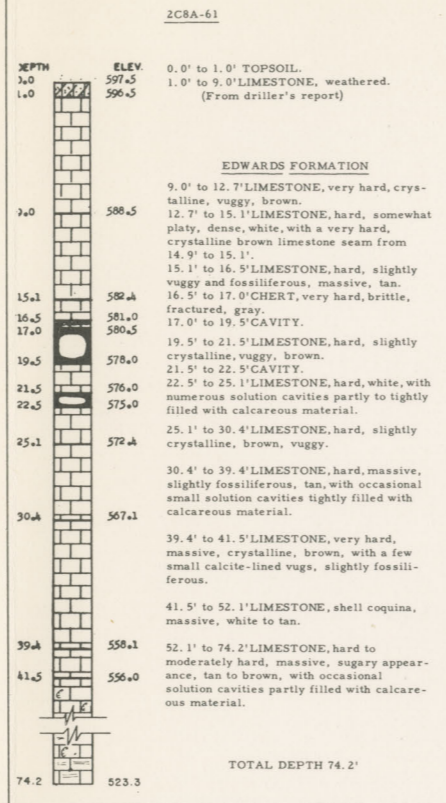 2C8A-61
DEPTH ELEV.
0.0 597.5
1.0 596.5
9.0 588.5
15.1 582.4
16.5 581.0
17.0 580.5
19.5 578.0
21.5 576.0
22.5 575.0
25.1 572.4
30.4 567.1
39.4 558.1
41.5 556.0
74.2 523.3
0.0' to 1.0' TOPSOIL.
1.0' to 9.0'LIMESTONE, weathered.
(From driller's report)
EDWARDS FORMATION
9.0' to 12.7'LIMESTONE, very hard, crys-
talline, vuggy, brown.
12.7' to 15.1'LIMESTONE, hard, somewhat
platy, dense, white, with a very hard,
crystalline brown limestone seam from
14.9' to 15.1'.
15.1' to 16.5'LIMESTONE, hard, slightly
vuggy and fossiliferous, massive, tan.
16.5' to 17.0'CHERT, very hard, brittle,
fractured, gray.
17.0' to 19.5'CAVITY.
19.5' to 21.5'LIMESTONE, hard, slightly
crystalline, vuggy, brown.
21.5' to 22.5'CAVITY.
22.5' to 25.1'LIMESTONE, hard, white, with
numerous solution cavities partly to tightly
filled with calcareous material.
25.1' to 30.4'LIMESTONE, hard, slightly
crystalline, brown, vuggy.
30.4' to 39.4'LIMESTONE, hard, massive,
slightly fossiliferous, tan, with occasional
small solution cavities tightly filled with
calcareous material.
39.4' to 41.5'LIMESTONE, very hard,
massive, crystalline, brown, with a few
small calcite-lined vugs, slightly fossili-
ferous.
41.5' to 52.1'LIMESTONE, shell coquina,
massive, white to tan.
52.1' to 74.2'LIMESTONE, hard to
moderately hard, massive, sugary appear-
ance, tan to brown, with occasional
solution cavities partly filled with calcare-
ous material.
TOTAL DEPTH 74.2'